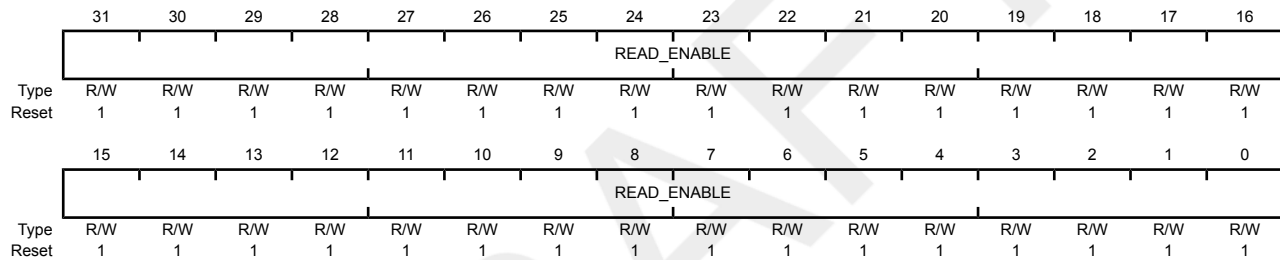 31 30 29 28 27 26 25 24 23 22 21 20 19 18 17 16
READ_ENABLE
Type R/W R/W R/W R/W R/W R/W R/W R/W R/W R/W R/W R/W R/W R/W R/W R/W
Reset 1 1 1 1 1 1 1 1 1 1 1 1 1 1 1 1
15 14 13 12 11 10 9 8 7 6 5 4 3 2 1 0
READ_ENABLE
Type R/W R/W R/W R/W R/W R/W R/W R/W R/W R/W R/W R/W R/W R/W R/W R/W
Reset 1 1 1 1 1 1 1 1 1 1 1 1 1 1 1 1